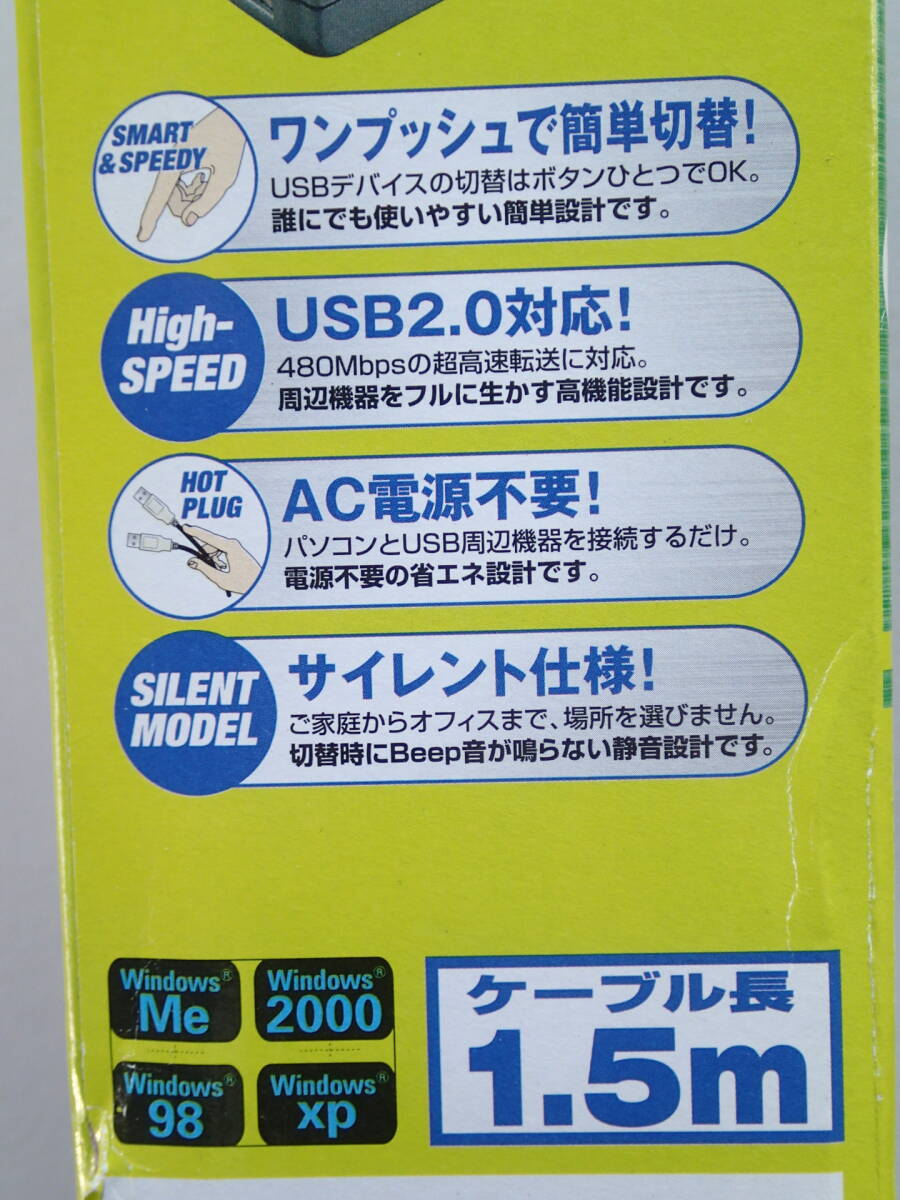 SMART
& SPEEDY
ワンプッシュで簡単切替!
USBデバイスの切替はボタンひとつでOK。
誰にでも使いやすい簡単設計です。
High-
SPEED
USB2.0対応!
480Mbpsの超高速転送に対応。
周辺機器をフルに生かす高機能設計です。
HOT
PLUG
AC電源不要!
パソコンとUSB周辺機器を接続するだけ。
電源不要の省エネ設計です。
SILENT
MODEL
サイレント仕様!
ご家庭からオフィスまで、場所を選びません。
切替時にBeep音が鳴らない静音設計です。
Windows®
Me
Windows®
2000
Windows®
98
Windows®
xp
ケーブル長
1.5m